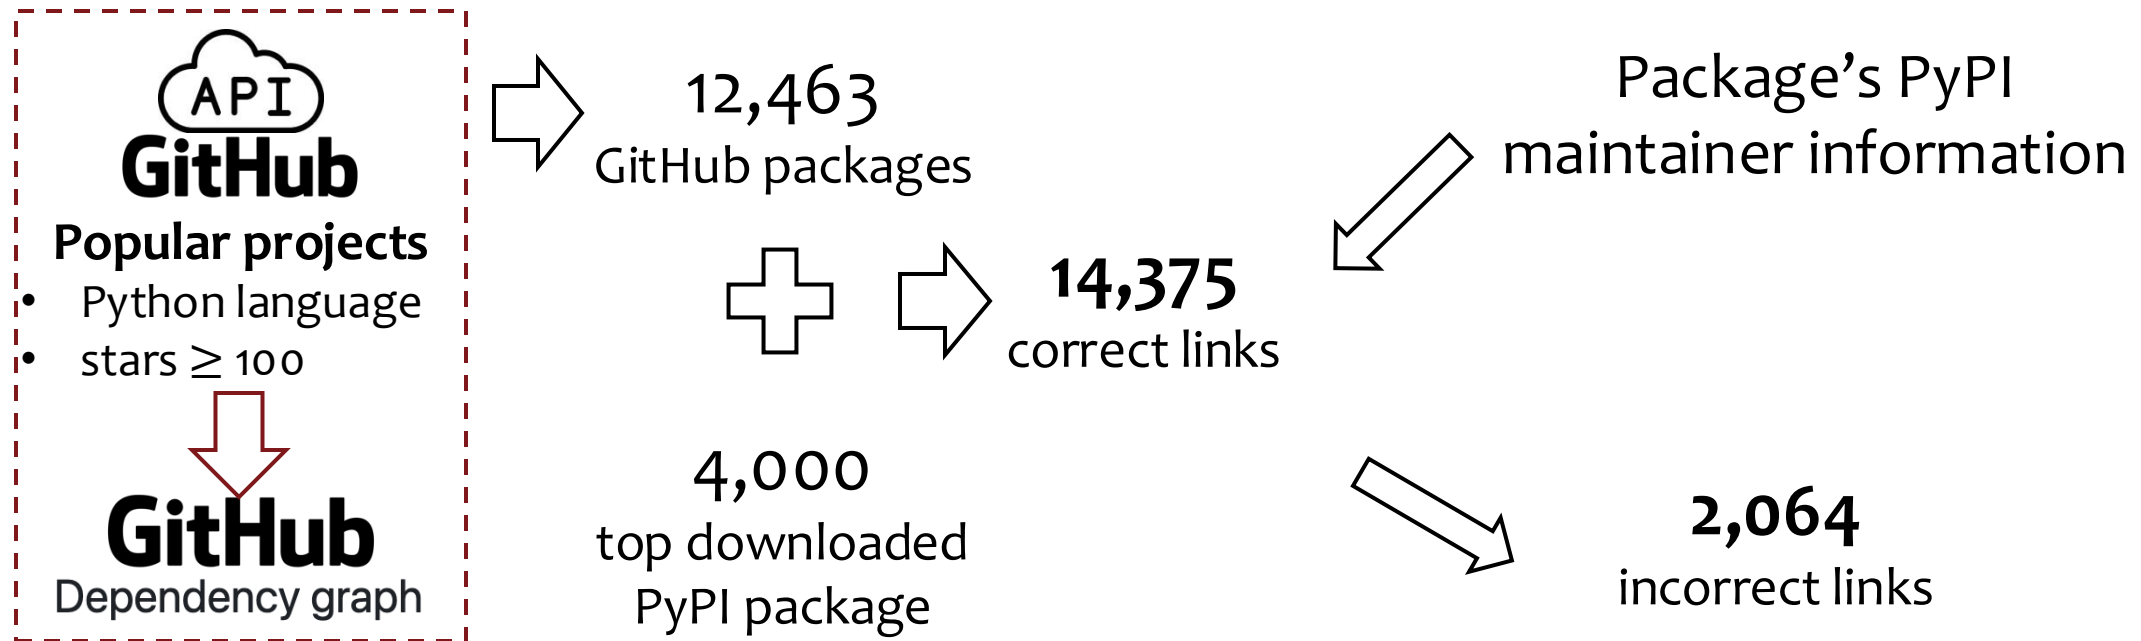 API
GitHub
Popular projects
• Python language
• stars ≥ 100
GitHub
Dependency graph
12,463
GitHub packages
4,000
top downloaded
PyPI package
14,375
correct links
Package’s PyPI
maintainer information
2,064
incorrect links